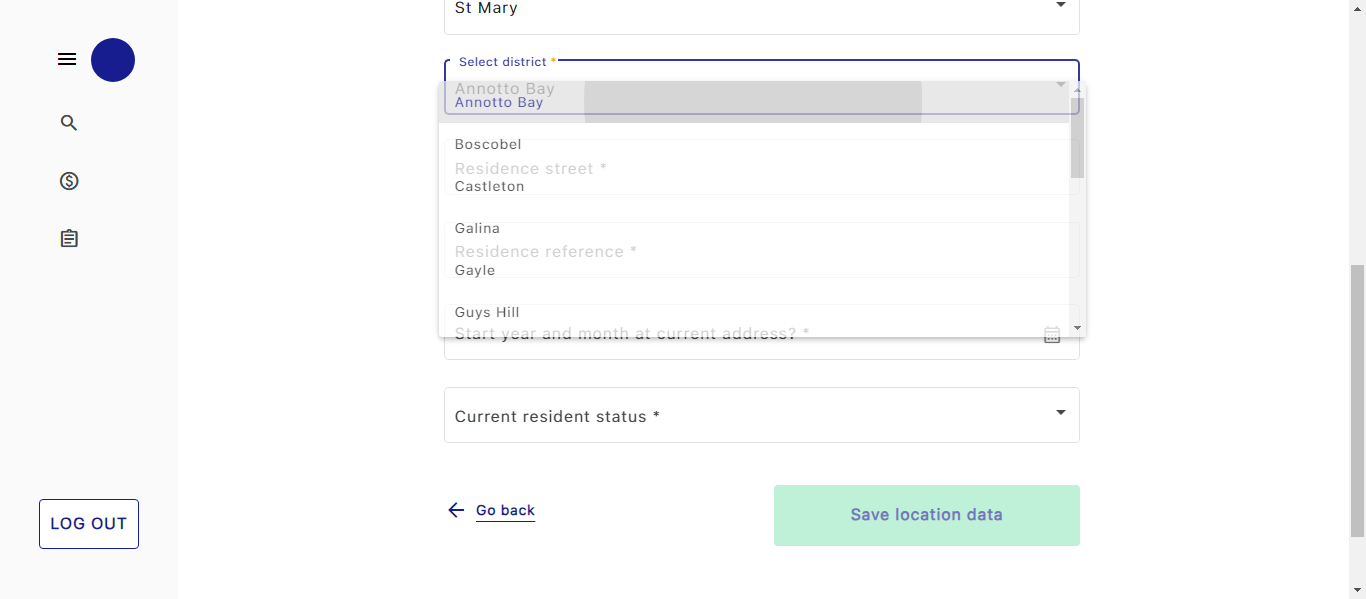 St Mary
Select district *
Annotto Bay
Annotto Bay
Boscobel
Residence street *
Castleton
Galina
Residence reference *
Gayle
Guys Hill
Start year and month at current address? *
Current resident status *
Go back
Save location data
LOG OUT